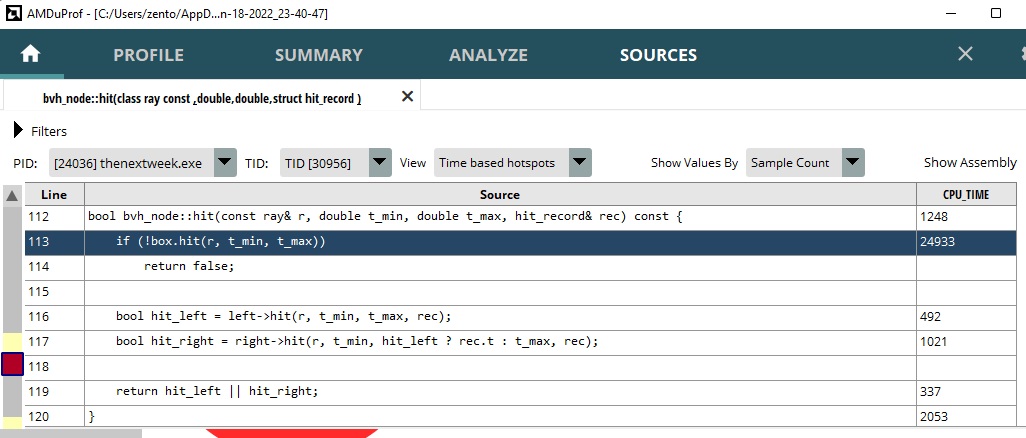 AMDuProf - [C:/Users/zento/AppD...n-18-2022_23-40-47]
PROFILE SUMMARY ANALYZE SOURCES
bvh_node::hit(class ray const ,double,double,struct hit_record )
Filters
PID: [24036] thenextweek.exe TID: TID [30956] View Time based hotspots Show Values By Sample Count Show Assembly
Line Source CPU_TIME
112 bool bvh_node::hit(const ray& r, double t_min, double t_max, hit_record& rec) const { 1248
113 if (!box.hit(r, t_min, t_max)) 24933
114 return false;
115
116 bool hit_left = left->hit(r, t_min, t_max, rec); 492
117 bool hit_right = right->hit(r, t_min, hit_left ? rec.t : t_max, rec); 1021
118
119 return hit_left || hit_right; 337
120 } 2053